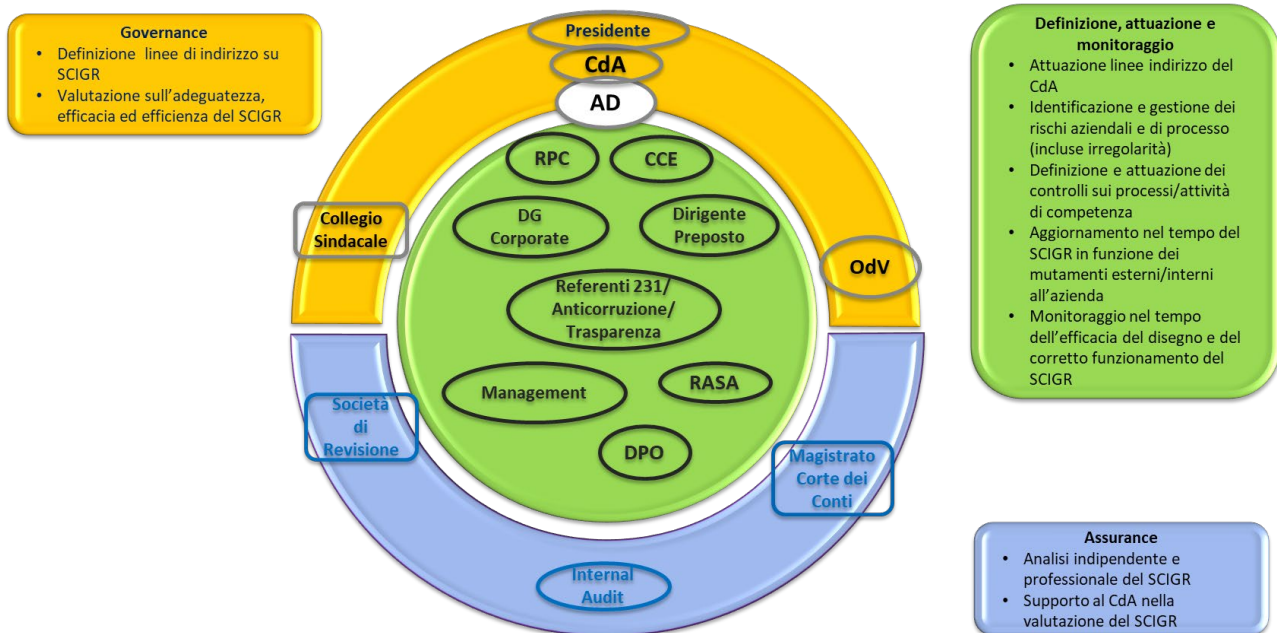 Governance
• Definizione linee di indirizzo su
SCIGR
• Valutazione sull'adeguatezza,
efficacia ed efficienza del SCIGR
Presidente
CdA
AD
RPC
CCE
DG
Corporate
Dirigente
Preposto
Collegio
Sindacale
OdV
Referenti 231/
Anticorruzione/
Trasparenza
Management
RASA
Società
di
Revisione
DPO
Magistrato
Corte dei
Conti
Internal
Audit
Definizione, attuazione e
monitoraggio
• Attuazione linee indirizzo del
CdA
• Identificazione e gestione dei
rischi aziendali e di processo
(incluse irregolarità)
• Definizione e attuazione dei
controlli sui processi/attività
di competenza
• Aggiornamento nel tempo del
SCIGR in funzione dei
mutamenti esterni/interni
all'azienda
• Monitoraggio nel tempo
dell'efficacia del disegno e del
corretto funzionamento del
SCIGR
Assurance
• Analisi indipendente e
professionale del SCIGR
• Supporto al CdA nella
valutazione del SCIGR